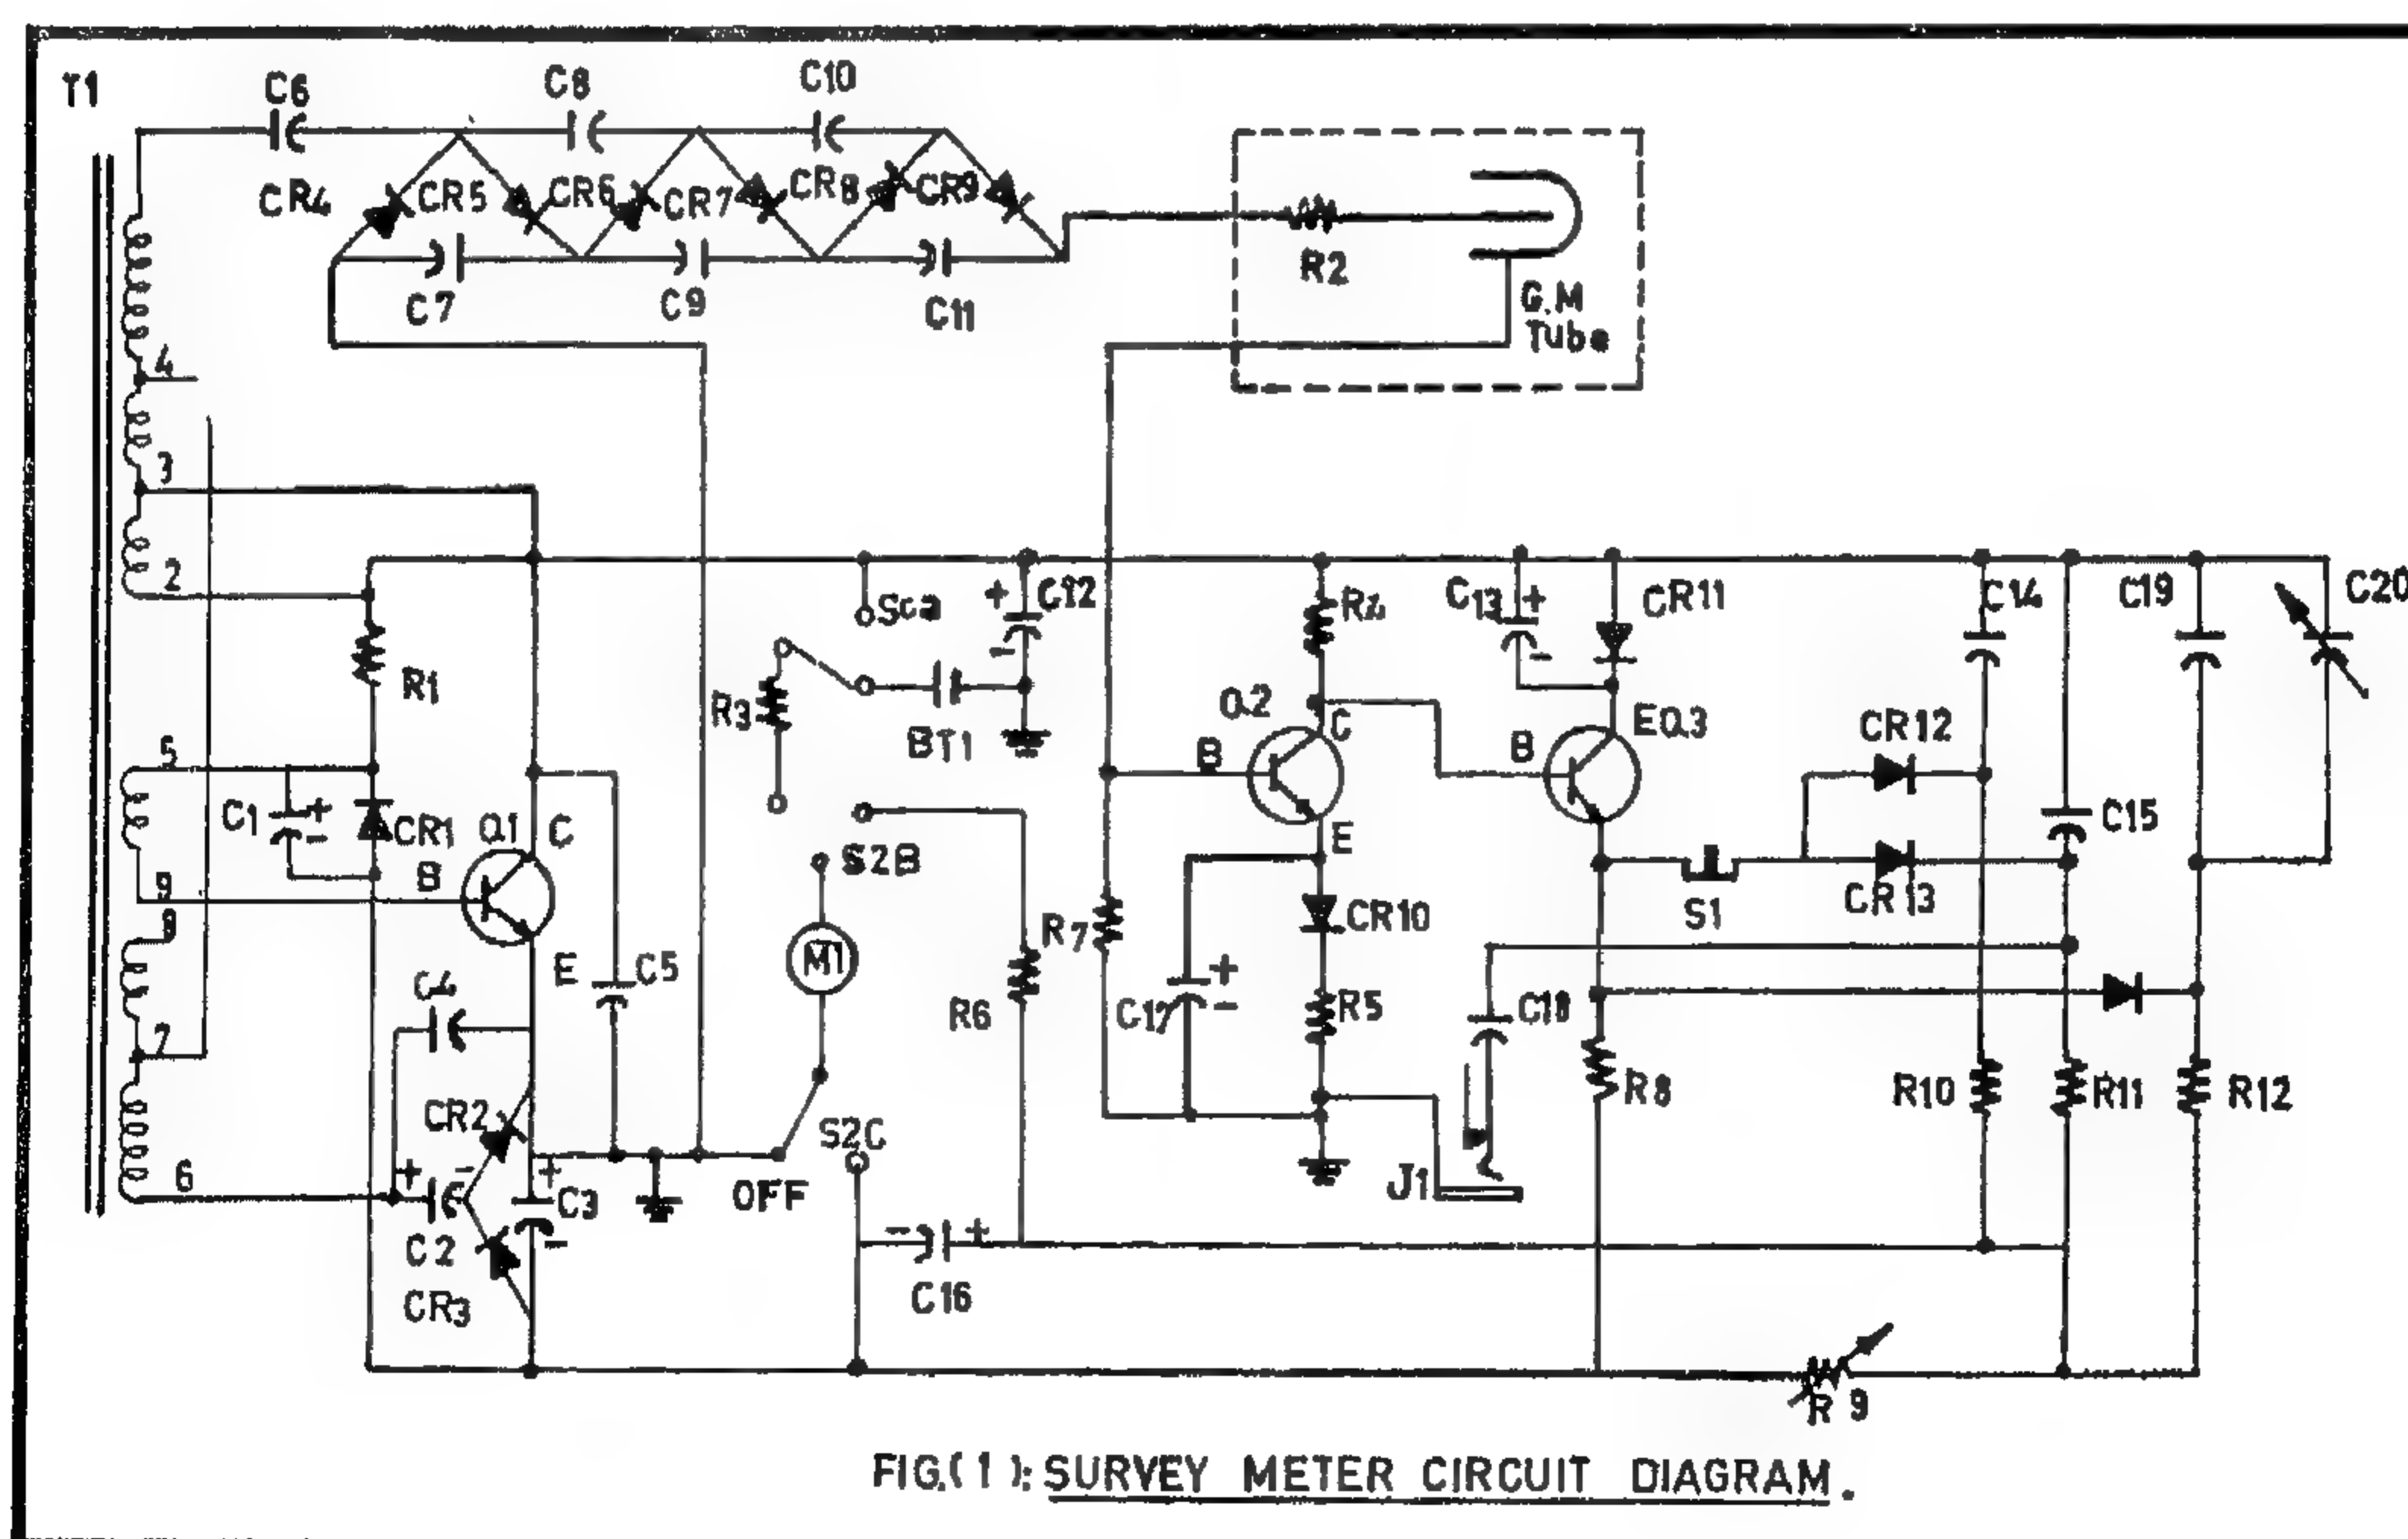 T1
C6
C8
C10
CR4
CR5
CR6
CR7
CR8
CR9
C7
C9
C11
R2
G.M
Tube
4
3
2
R1
Sca
C12
+
-
R3
BT1
R4
C13
+
-
CR11
C14
C19
C20
Q2
B
C
E
EQ3
B
CR12
C15
5
C1
+
-
CR1
Q1
C
B
9
8
E
C5
S2B
M1
R7
R6
CR10
S1
CR13
C4
7
C17
+
-
R5
C18
CR2
R8
R10
R11
R12
6
+
-
C2
+
C3
-
CR3
OFF
S2C
J1
-
+
C16
R9
FIG.(1): SURVEY METER CIRCUIT DIAGRAM.